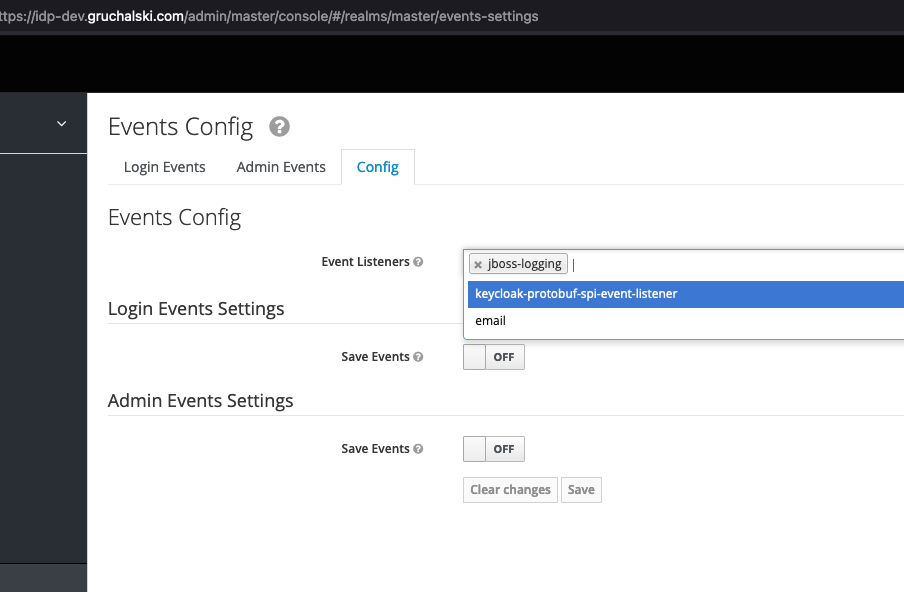 ttps://idp-dev.gruchalski.com/admin/master/console/#/realms/master/events-settings
Events Config ?
Login Events Admin Events Config
Events Config
Event Listeners ? × jboss-logging
keycloak-protobuf-spi-event-listener
email
Login Events Settings
Save Events ? OFF
Admin Events Settings
Save Events ? OFF
Clear changes Save